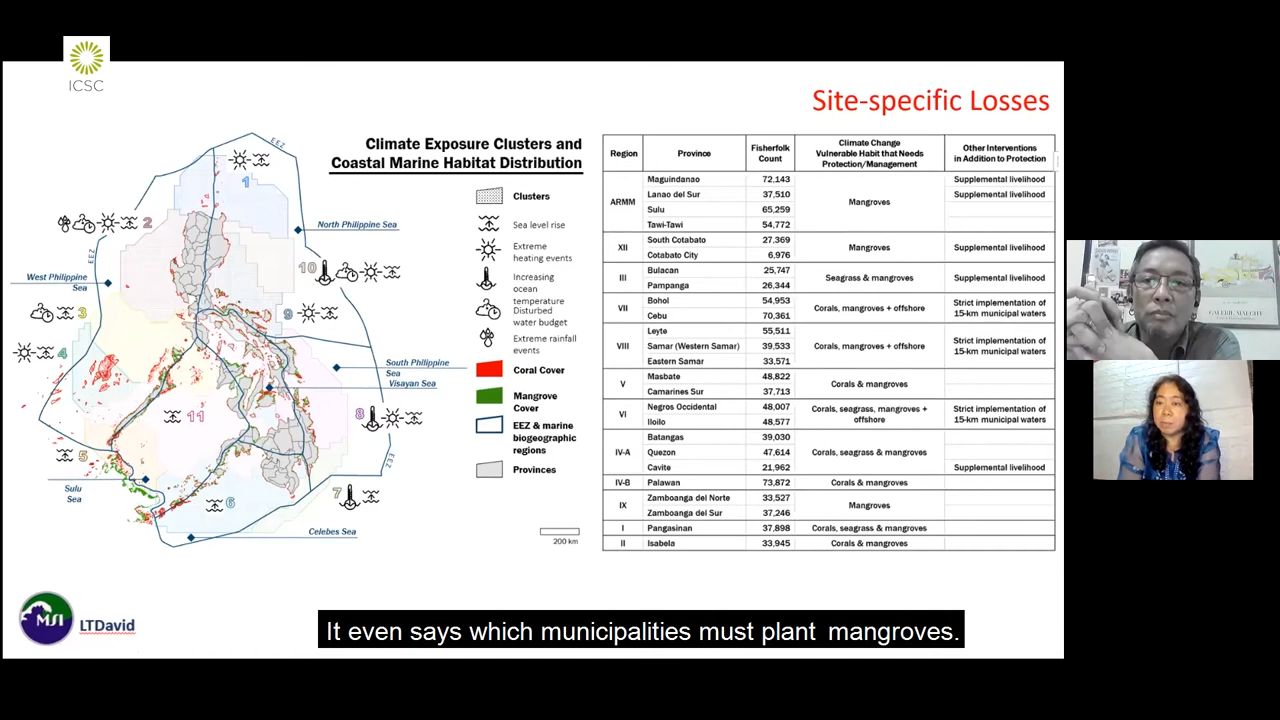 ICSC
Site-specific Losses
Climate Exposure Clusters and
Coastal Marine Habitat Distribution
EEZ
1
2
North Philippine Sea
EEZ
10
West Philippine
Sea
3
9
4
South Philippine
Sea
Visayan Sea
11
8
5
EEZ
Sulu
Sea
6
7
Celebes Sea
Clusters
Sea level rise
Extreme
heating events
Increasing
ocean
temperature
Disturbed
water budget
Extreme rainfall
events
Coral Cover
Mangrove
Cover
EEZ & marine
biogeographic
regions
Provinces
200 km
Region Province Fisherfolk Count Climate Change Vulnerable Habit that Needs Protection/Management Other Interventions in Addition to Protection
ARMM Maguindanao 72,143 Mangroves Supplemental livelihood
Lanao del Sur 37,510 Supplemental livelihood
Sulu 65,259
Tawi-Tawi 54,772
XII South Cotabato 27,369 Mangroves Supplemental livelihood
Cotabato City 6,976
III Bulacan 25,747 Seagrass & mangroves Supplemental livelihood
Pampanga 26,344
VII Bohol 54,953 Corals, mangroves + offshore Strict implementation of 15-km municipal waters
Cebu 70,361
VIII Leyte 55,511 Corals, mangroves + offshore Strict implementation of 15-km municipal waters
Samar (Western Samar) 39,533
Eastern Samar 33,571
V Masbate 48,822 Corals & mangroves
Camarines Sur 37,713
VI Negros Occidental 48,007 Corals, seagrass, mangroves + offshore Strict implementation of 15-km municipal waters
Iloilo 48,577
IV-A Batangas 39,030 Corals, seagrass & mangroves
Quezon 47,614
Cavite 21,962 Supplemental livelihood
IV-B Palawan 73,872 Corals & mangroves
IX Zamboanga del Norte 33,527 Mangroves
Zamboanga del Sur 37,246
I Pangasinan 37,898 Corals, seagrass & mangroves
II Isabela 33,945 Corals & mangroves
MSI
LTDavid
It even says which municipalities must plant mangroves.